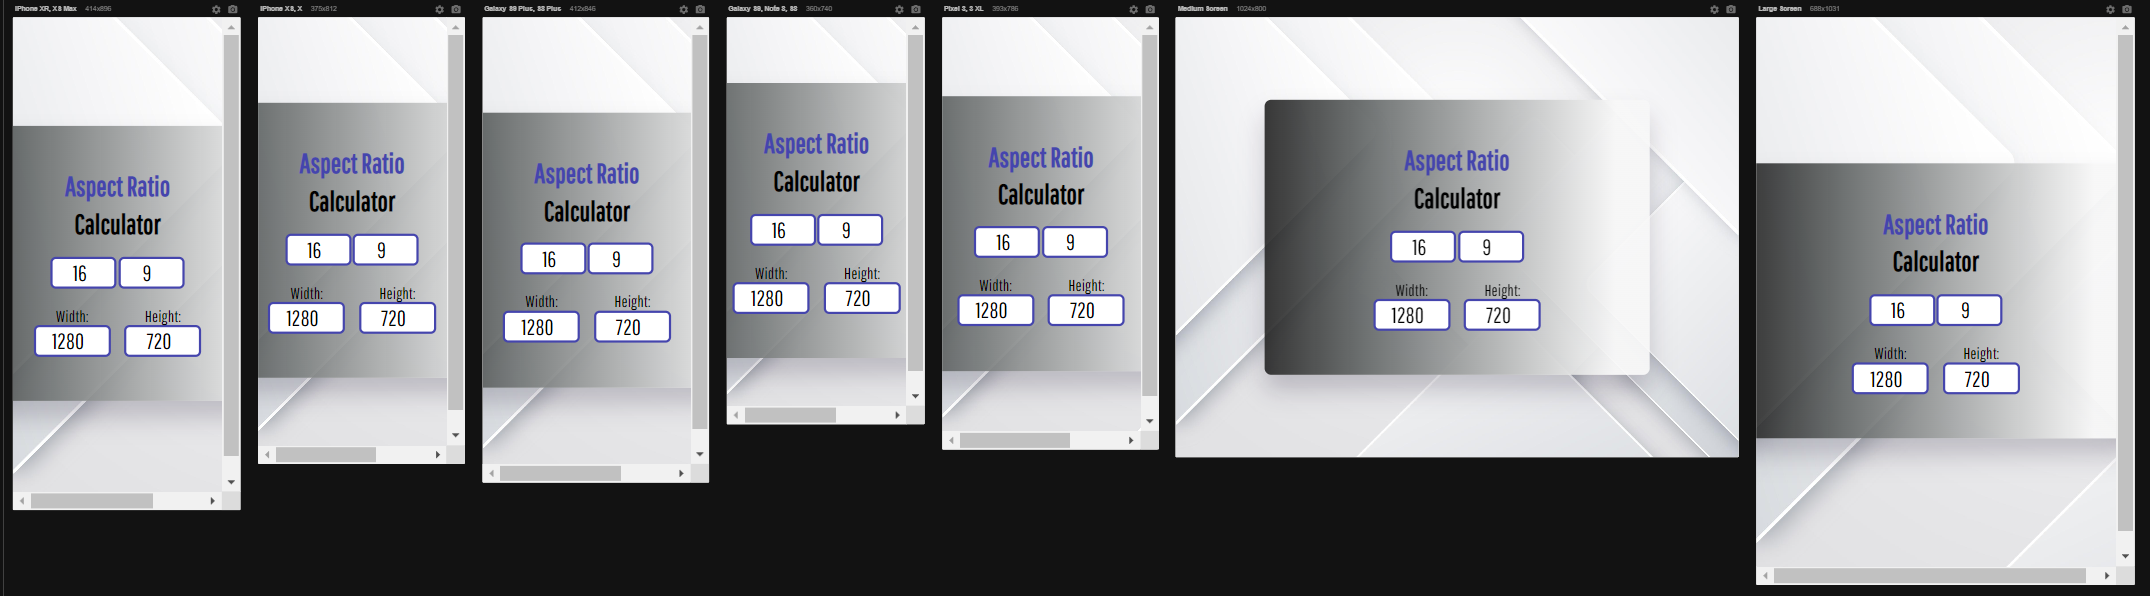 iPhone XR, XS Max 414x896
iPhone XS, X 375x812
Galaxy S9 Plus, S8 Plus 412x846
Galaxy S9, Note 8, S8 360x740
Pixel 3, 3 XL 393x786
Medium Screen 1024x800
Large Screen 688x1031
Aspect Ratio
Calculator
16 9
Width: Height:
1280 720
Aspect Ratio
Calculator
16 9
Width: Height:
1280 720
Aspect Ratio
Calculator
16 9
Width: Height:
1280 720
Aspect Ratio
Calculator
16 9
Width: Height:
1280 720
Aspect Ratio
Calculator
16 9
Width: Height:
1280 720
Aspect Ratio
Calculator
16 9
Width: Height:
1280 720
Aspect Ratio
Calculator
16 9
Width: Height:
1280 720